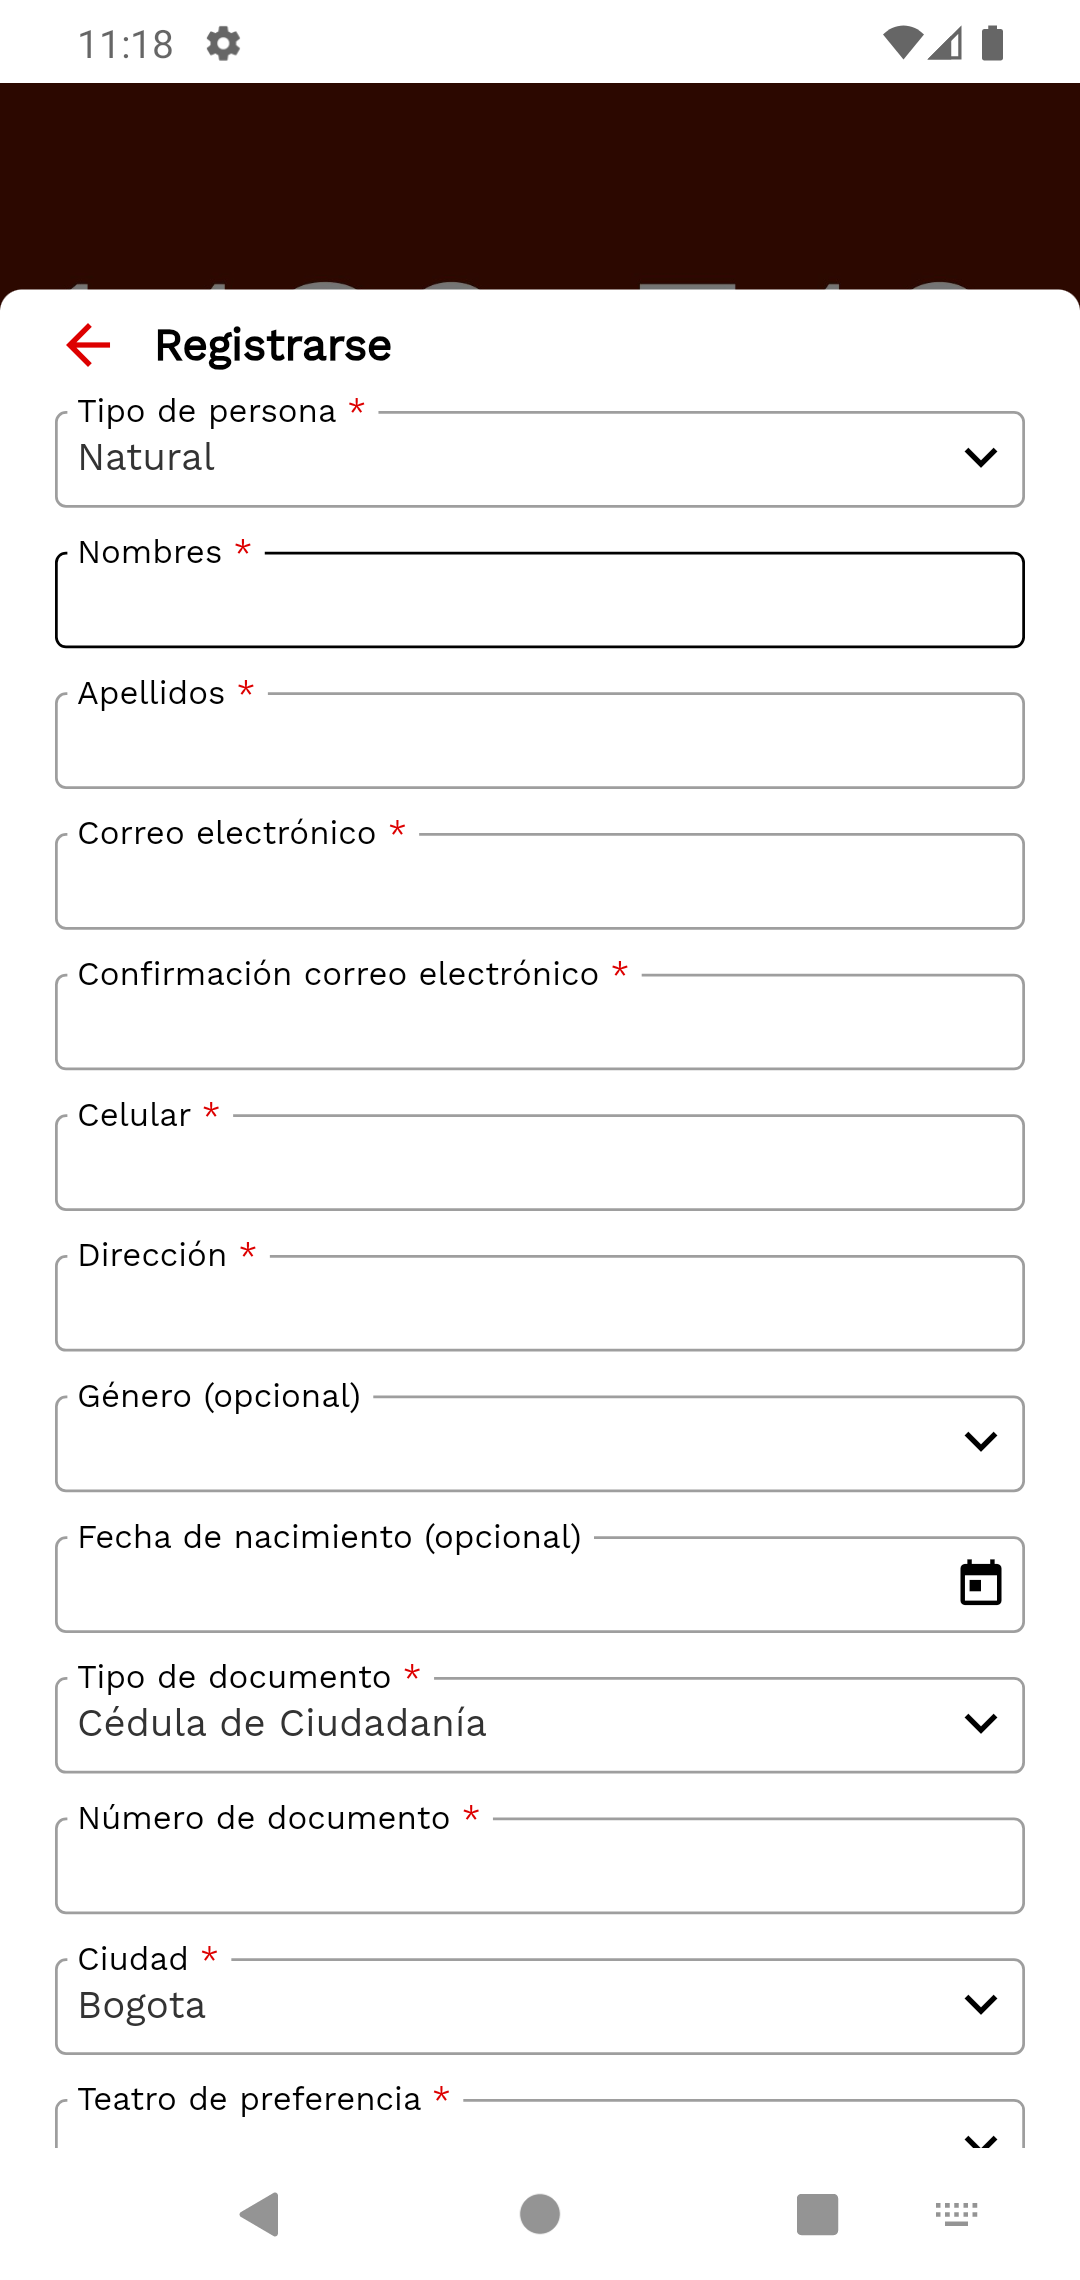 11:18
Registrarse
Tipo de persona *
Natural
Nombres *
Apellidos *
Correo electrónico *
Confirmación correo electrónico *
Celular *
Dirección *
Género (opcional)
Fecha de nacimiento (opcional)
Tipo de documento *
Cédula de Ciudadanía
Número de documento *
Ciudad *
Bogota
Teatro de preferencia *